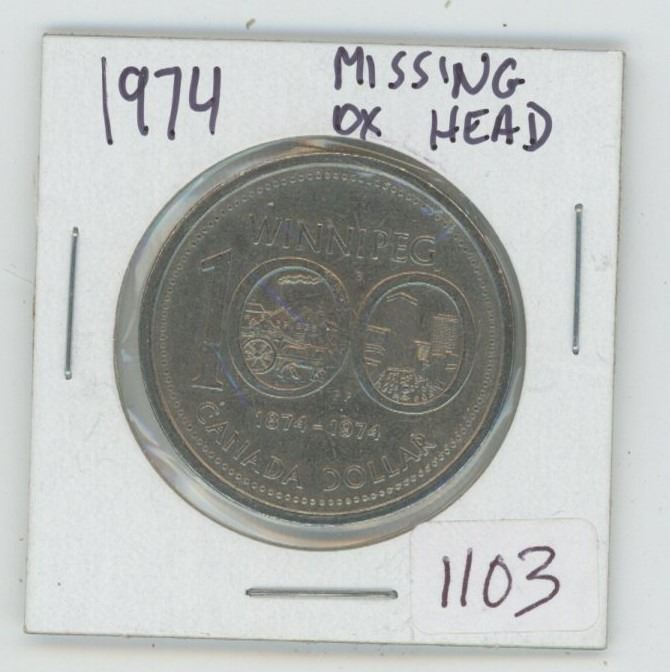 1974 MISSING
OX HEAD
WINNIPEG
100
1874-1974
CANADA DOLLAR
1103